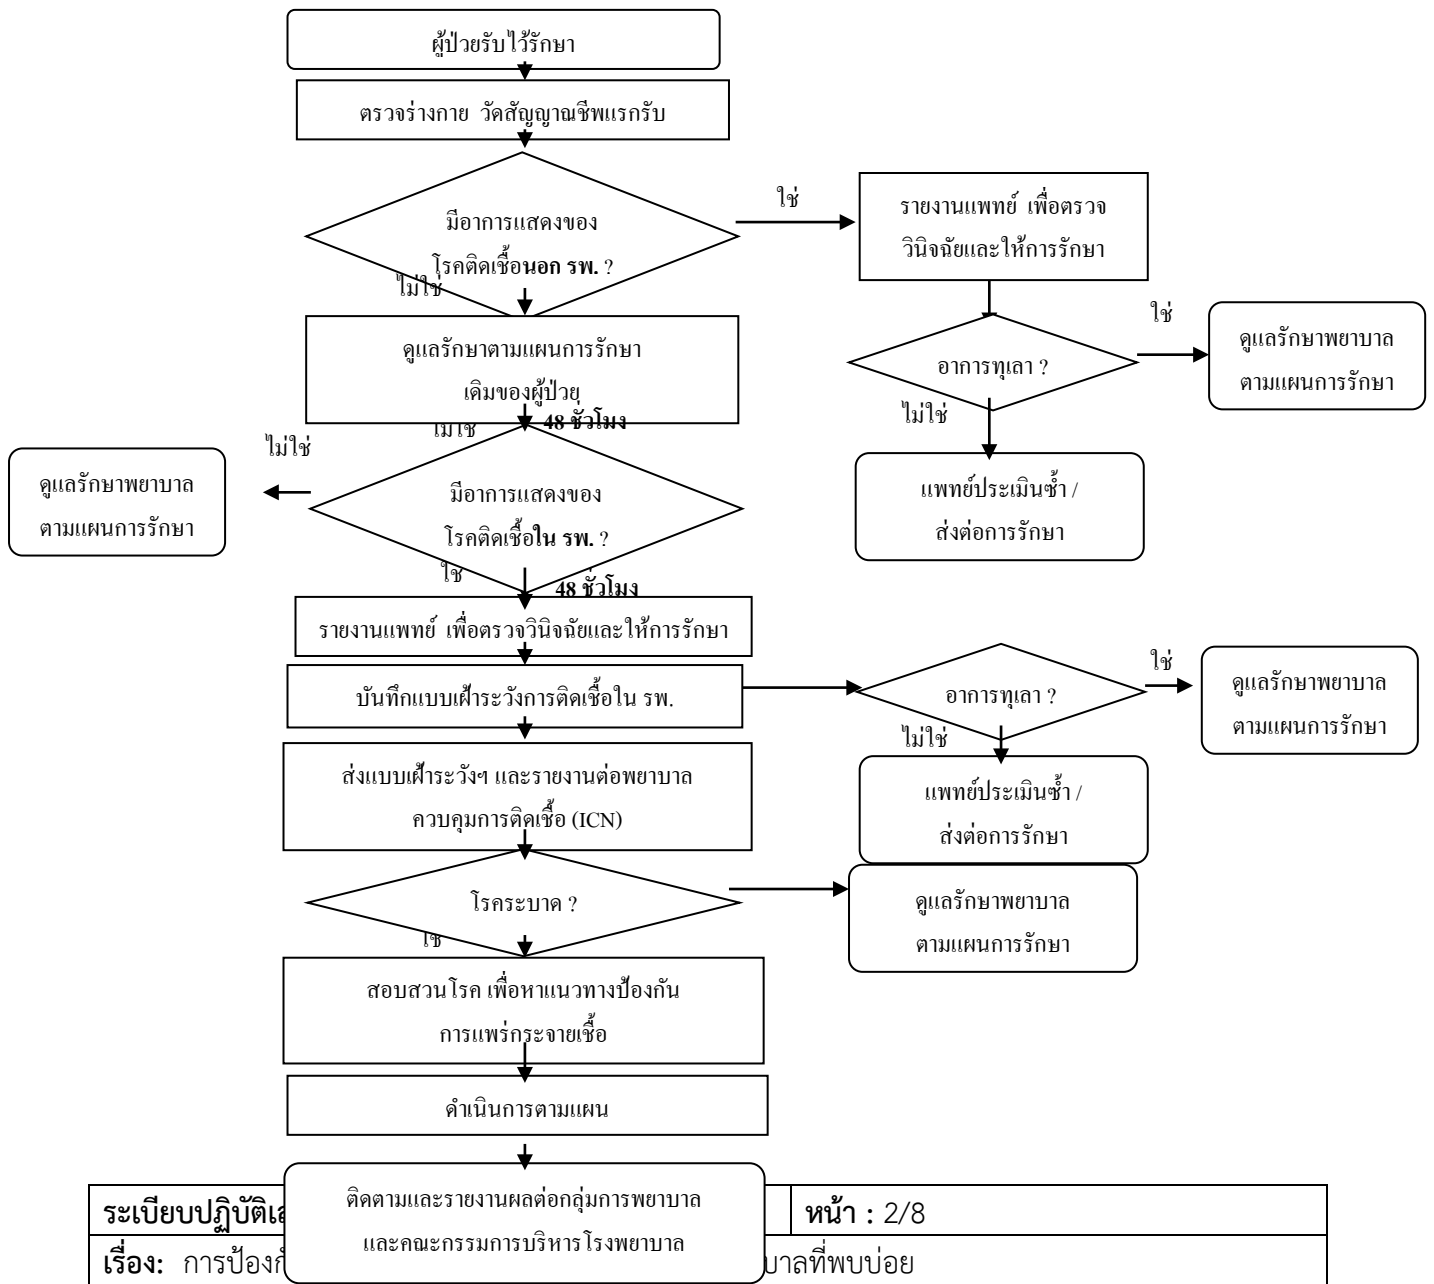 ผู้ป่วยรับไว้รักษา
ตรวจร่างกาย วัดสัญญาณชีพแรกรับ
มีอาการแสดงของ
โรคติดเชื้อนอก รพ. ?
ใช่
รายงานแพทย์ เพื่อตรวจ
วินิจฉัยและให้การรักษา
ไม่ใช่
อาการทุเลา ?
ใช่
ดูแลรักษาพยาบาล
ตามแผนการรักษา
ไม่ใช่
แพทย์ประเมินซ้ำ /
ส่งต่อการรักษา
ดูแลรักษาตามแผนการรักษา
เดิมของผู้ป่วย
48 ชั่วโมง
ไม่ใช่
ไม่ใช่
ดูแลรักษาพยาบาล
ตามแผนการรักษา
มีอาการแสดงของ
โรคติดเชื้อใน รพ. ?
ใช่
48 ชั่วโมง
รายงานแพทย์ เพื่อตรวจวินิจฉัยและให้การรักษา
บันทึกแบบเฝ้าระวังการติดเชื้อใน รพ.
อาการทุเลา ?
ใช่
ดูแลรักษาพยาบาล
ตามแผนการรักษา
ไม่ใช่
แพทย์ประเมินซ้ำ /
ส่งต่อการรักษา
ส่งแบบเฝ้าระวังฯ และรายงานต่อพยาบาล
ควบคุมการติดเชื้อ (ICN)
โรคระบาด ?
ดูแลรักษาพยาบาล
ตามแผนการรักษา
ใช่
สอบสวนโรค เพื่อหาแนวทางป้องกัน
การแพร่กระจายเชื้อ
ดำเนินการตามแผน
ติดตามและรายงานผลต่อกลุ่มการพยาบาล
และคณะกรรมการบริหารโรงพยาบาล
ระเบียบปฏิบัติ
หน้า : 2/8
เรื่อง: การป้อง
บาลที่พบบ่อย